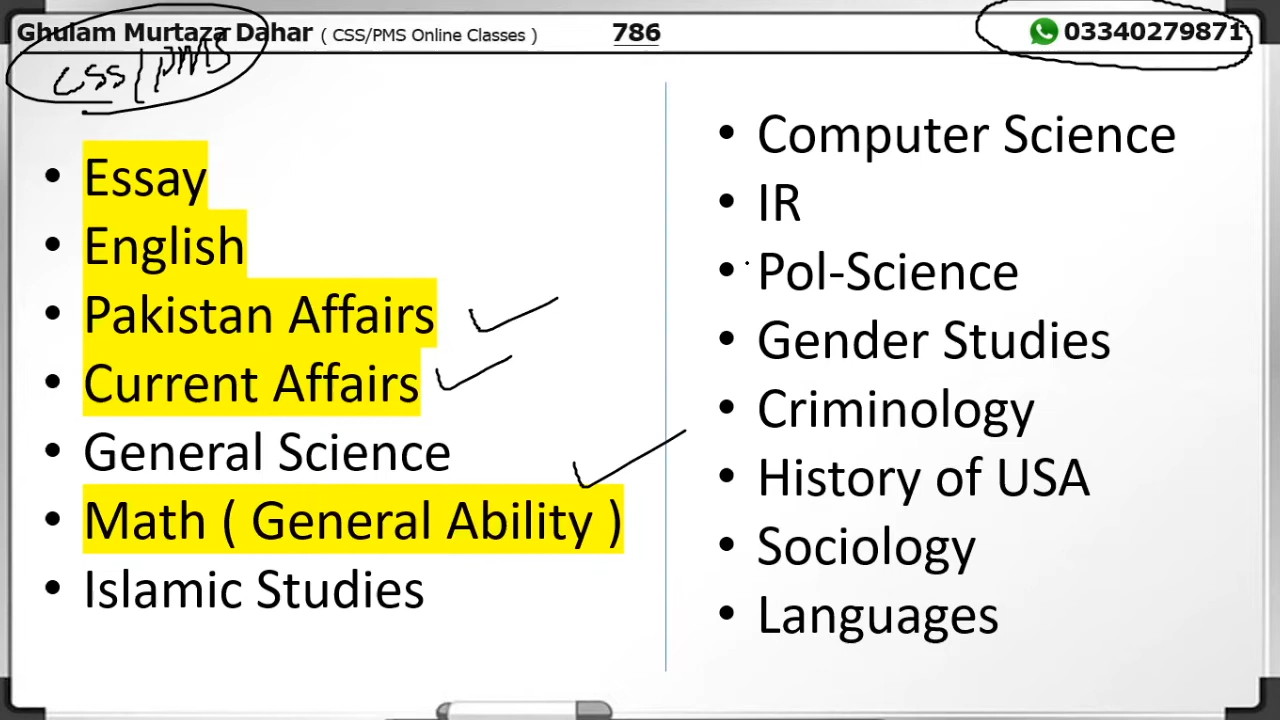 Ghulam Murtaza Dahar ( CSS/PMS Online Classes ) 786 03340279871
CSS/PMS
• Essay
• English
• Pakistan Affairs
• Current Affairs
• General Science
• Math ( General Ability )
• Islamic Studies
• Computer Science
• IR
• Pol-Science
• Gender Studies
• Criminology
• History of USA
• Sociology
• Languages